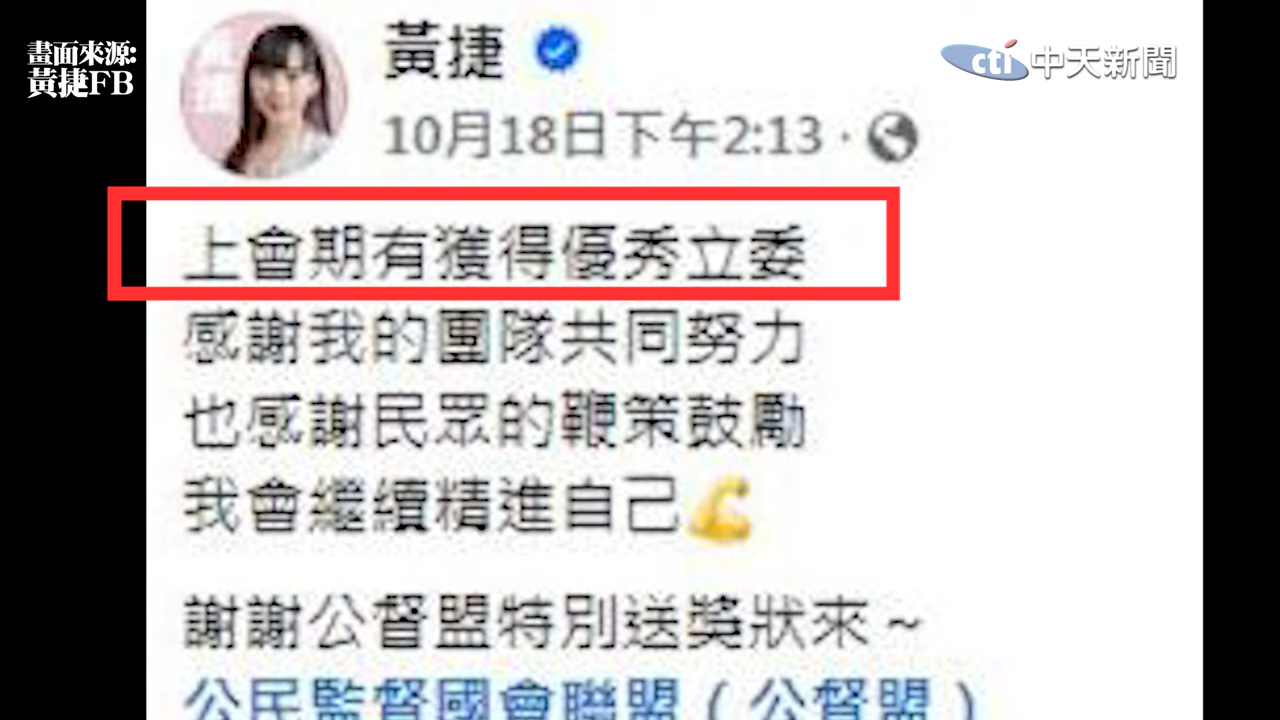 畫面來源:
黃捷FB
cti 中天新聞
黃捷
10月18日下午2:13
上會期有獲得優秀立委
感謝我的團隊共同努力
也感謝民眾的鞭策鼓勵
我會繼續精進自己💪
謝謝公督盟特別送獎狀來~
公民監督國會聯盟(公督盟)